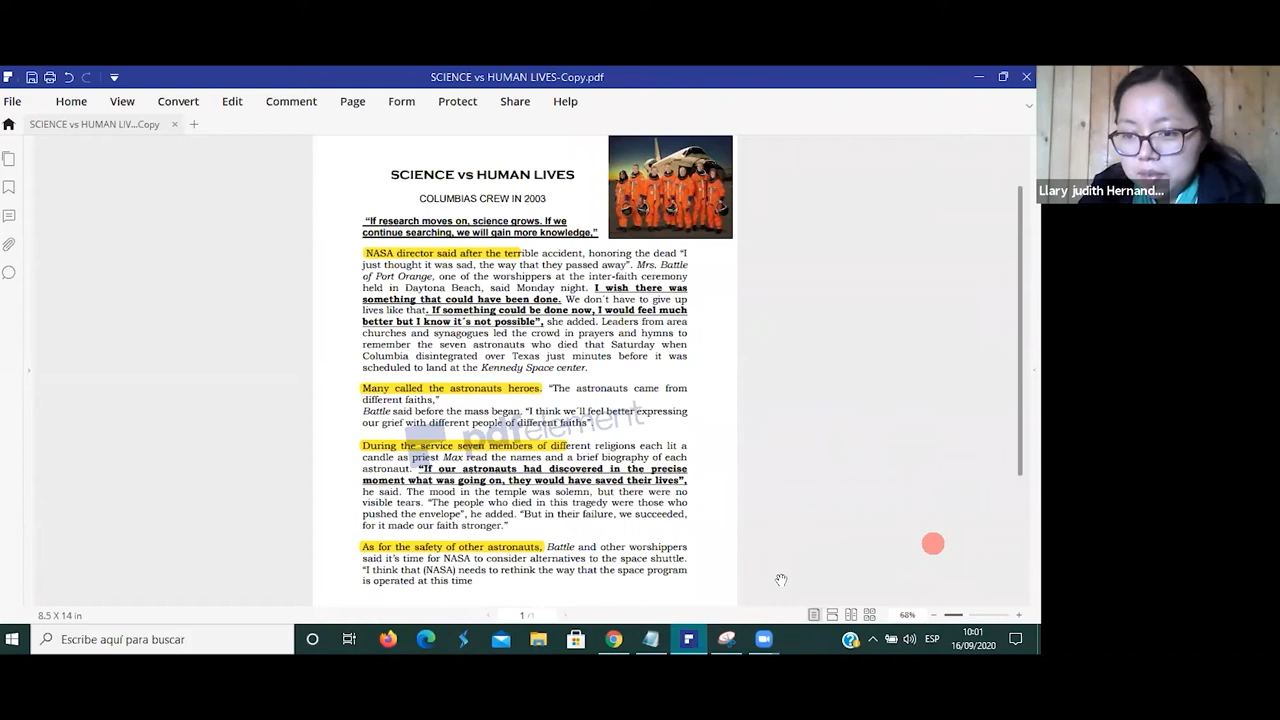 SCIENCE vs HUMAN LIVES-Copy.pdf
File Home View Convert Edit Comment Page Form Protect Share Help
SCIENCE vs HUMAN LIV...Copy
Llary judith Hernand...
SCIENCE vs HUMAN LIVES
COLUMBIAS CREW IN 2003
“If research moves on, science grows. If we
continue searching, we will gain more knowledge,”
NASA director said after the terrible accident, honoring the dead “I
just thought it was sad, the way that they passed away”. Mrs. Battle
of Port Orange, one of the worshippers at the inter-faith ceremony
held in Daytona Beach, said Monday night. I wish there was
something that could have been done. We don´t have to give up
lives like that. If something could be done now, I would feel much
better but I know it´s not possible”, she added. Leaders from area
churches and synagogues led the crowd in prayers and hymns to
remember the seven astronauts who died that Saturday when
Columbia disintegrated over Texas just minutes before it was
scheduled to land at the Kennedy Space center.
Many called the astronauts heroes. “The astronauts came from
different faiths,”
Battle said before the mass began. “I think we´ll feel better expressing
our grief with different people of different faiths”
pdfelement
During the service seven members of different religions each lit a
candle as priest Max read the names and a brief biography of each
astronaut. “If our astronauts had discovered in the precise
moment what was going on, they would have saved their lives”,
he said. The mood in the temple was solemn, but there were no
visible tears. “The people who died in this tragedy were those who
pushed the envelope”, he added. “But in their failure, we succeeded,
for it made our faith stronger.”
As for the safety of other astronauts, Battle and other worshippers
said it’s time for NASA to consider alternatives to the space shuttle.
“I think that (NASA) needs to rethink the way that the space program
is operated at this time
8.5 X 14 in
1 /1
68%
Escribe aquí para buscar
ESP
10:01
16/09/2020